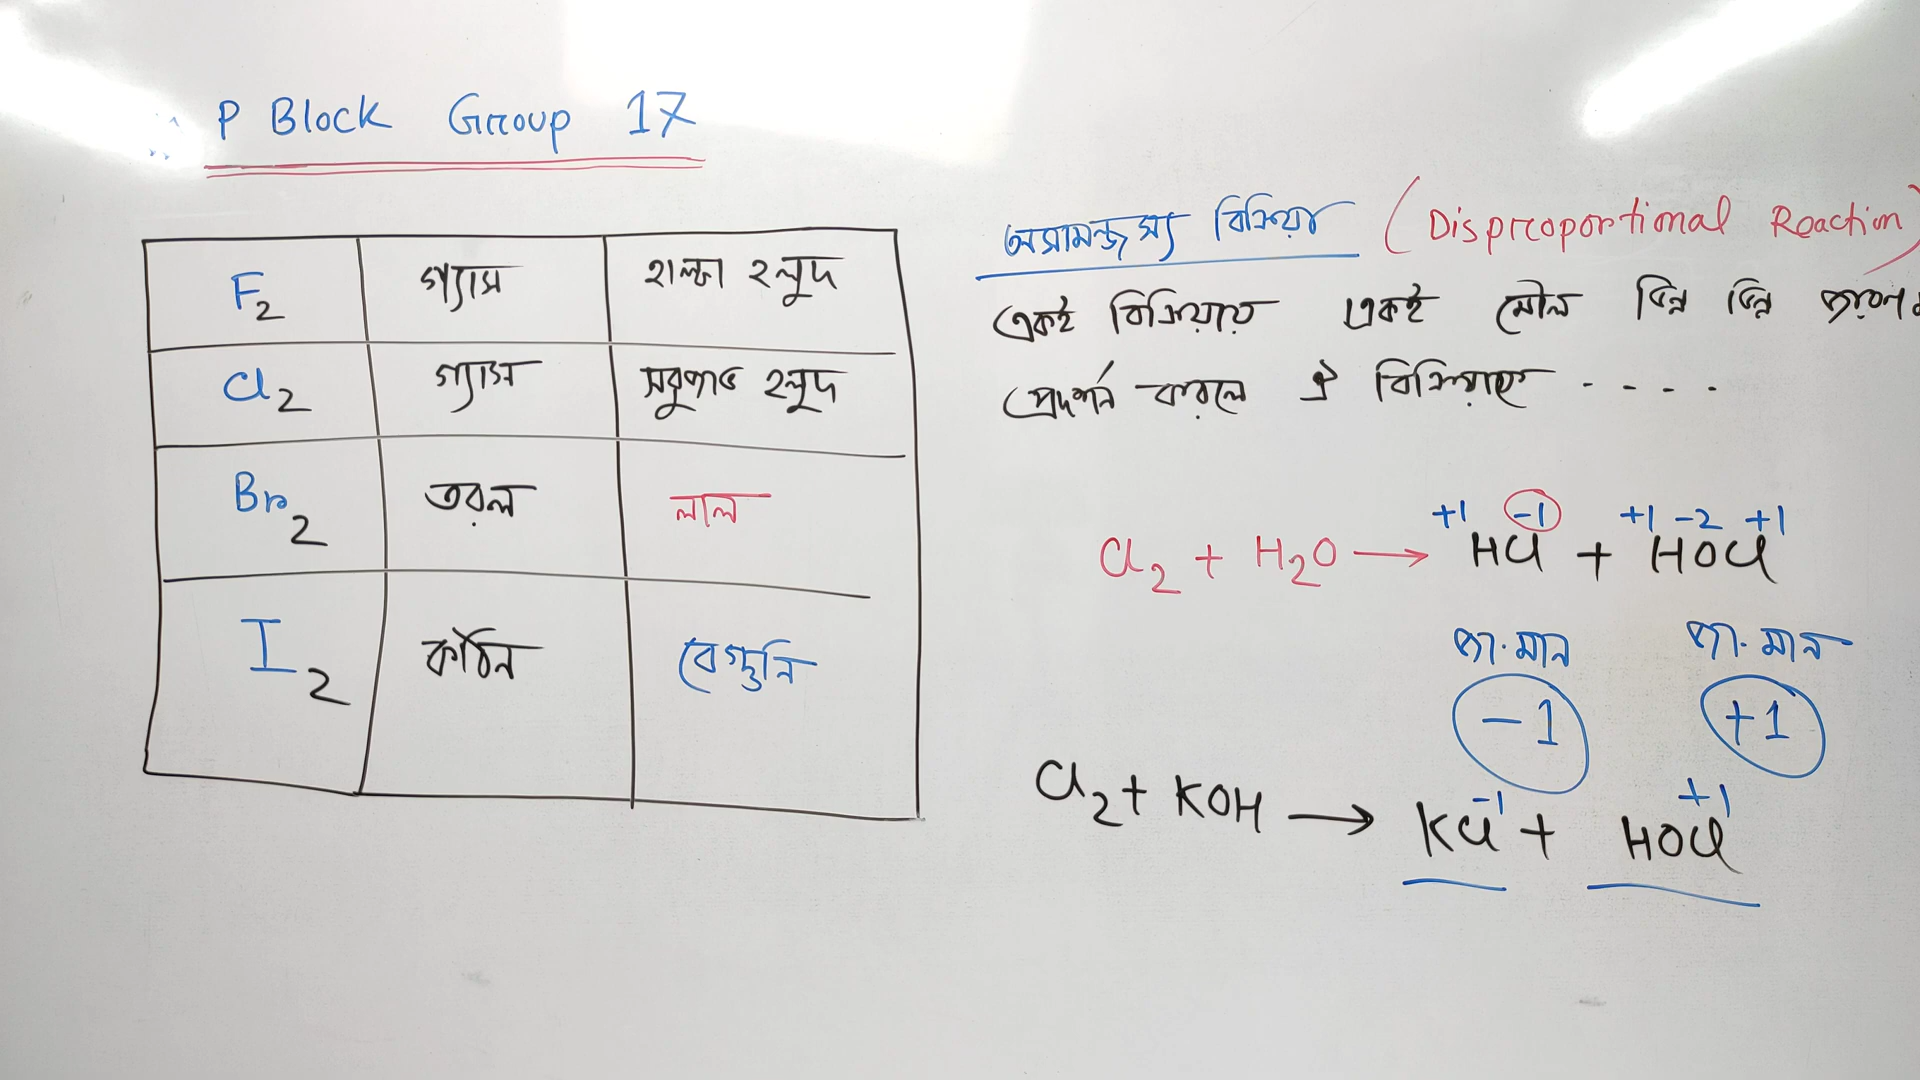 P Block Group 17
F₂ গ্যাস হাল্কা হলুদ
Cl₂ গ্যাস সবুজাভ হলুদ
Br₂ তরল লাল
I₂ কঠিন বেগুনি
অসামঞ্জস্য বিক্রিয়া (Disproportional Reaction)
একই বিক্রিয়ায় একই মৌল ভিন্ন ভিন্ন
প্রদর্শন করলে ঐ বিক্রিয়াকে - - - -
+1 -1 +1 -2 +1
Cl₂ + H₂O → HCl + HOCl
জা. মান জা. মান
-1 +1
-1 +1
Cl₂ + KOH → KCl + HOCl